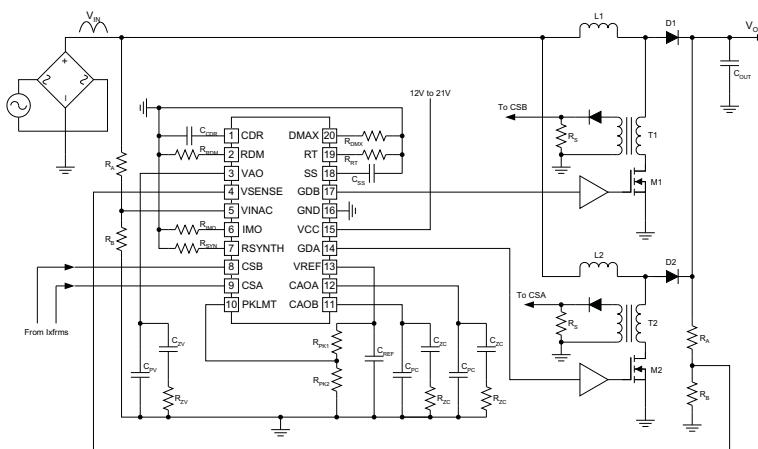 VIN
L1
D1
VO
COUT
12V to 21V
To CSB
RS
T1
M1
CCDR
1 CDR
DMAX 20
RDMX
RRDM
2 RDM
RT 19
RRT
3 VAO
SS 18
CSS
RA
4 VSENSE
GDB 17
5 VINAC
GND 16
RB
RIMO
6 IMO
VCC 15
RSYN
7 RSYNTH
GDA 14
8 CSB
VREF 13
9 CSA
CAOA 12
10 PKLMT
CAOB 11
From Ixfrms
L2
D2
To CSA
RS
T2
M2
RA
RB
CZV
CPV
RZV
RPK1
RPK2
CREF
CPC
CZC
RZC
CPC
CZC
RZC